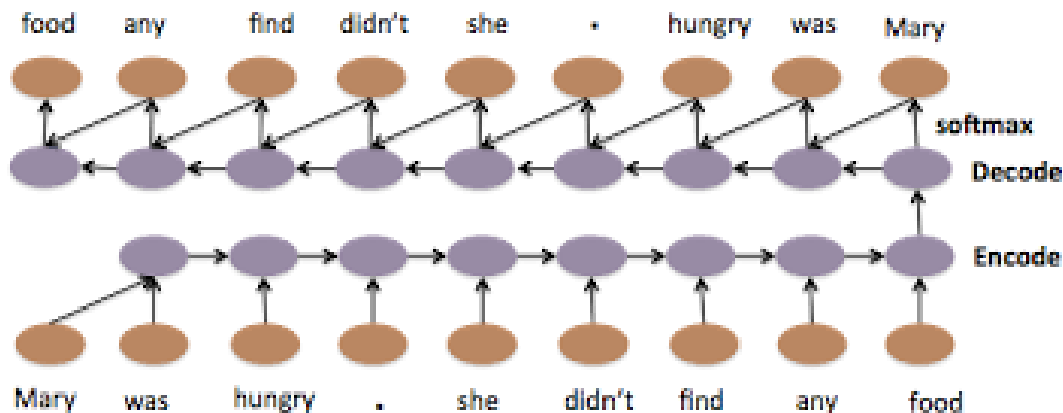 food any find didn't she . hungry was Mary
softmax
Decode
Encode
Mary was hungry . she didn't find any food